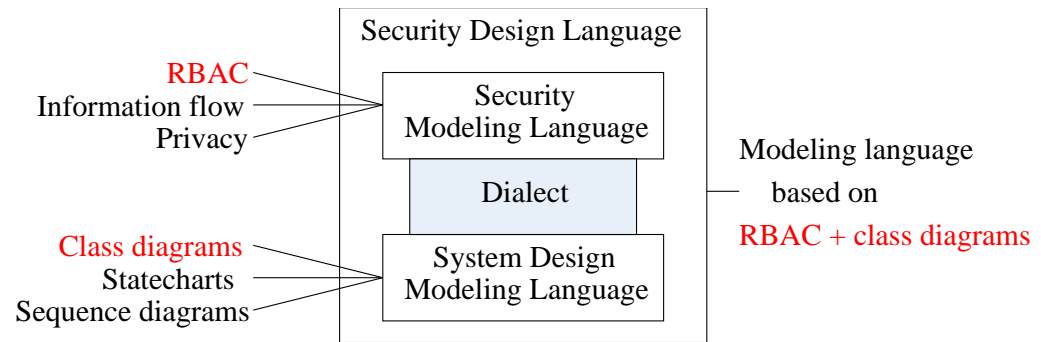 Security Design Language
RBAC
Information flow
Privacy
Security
Modeling Language
Dialect
Class diagrams
Statecharts
Sequence diagrams
System Design
Modeling Language
Modeling language
based on
RBAC + class diagrams